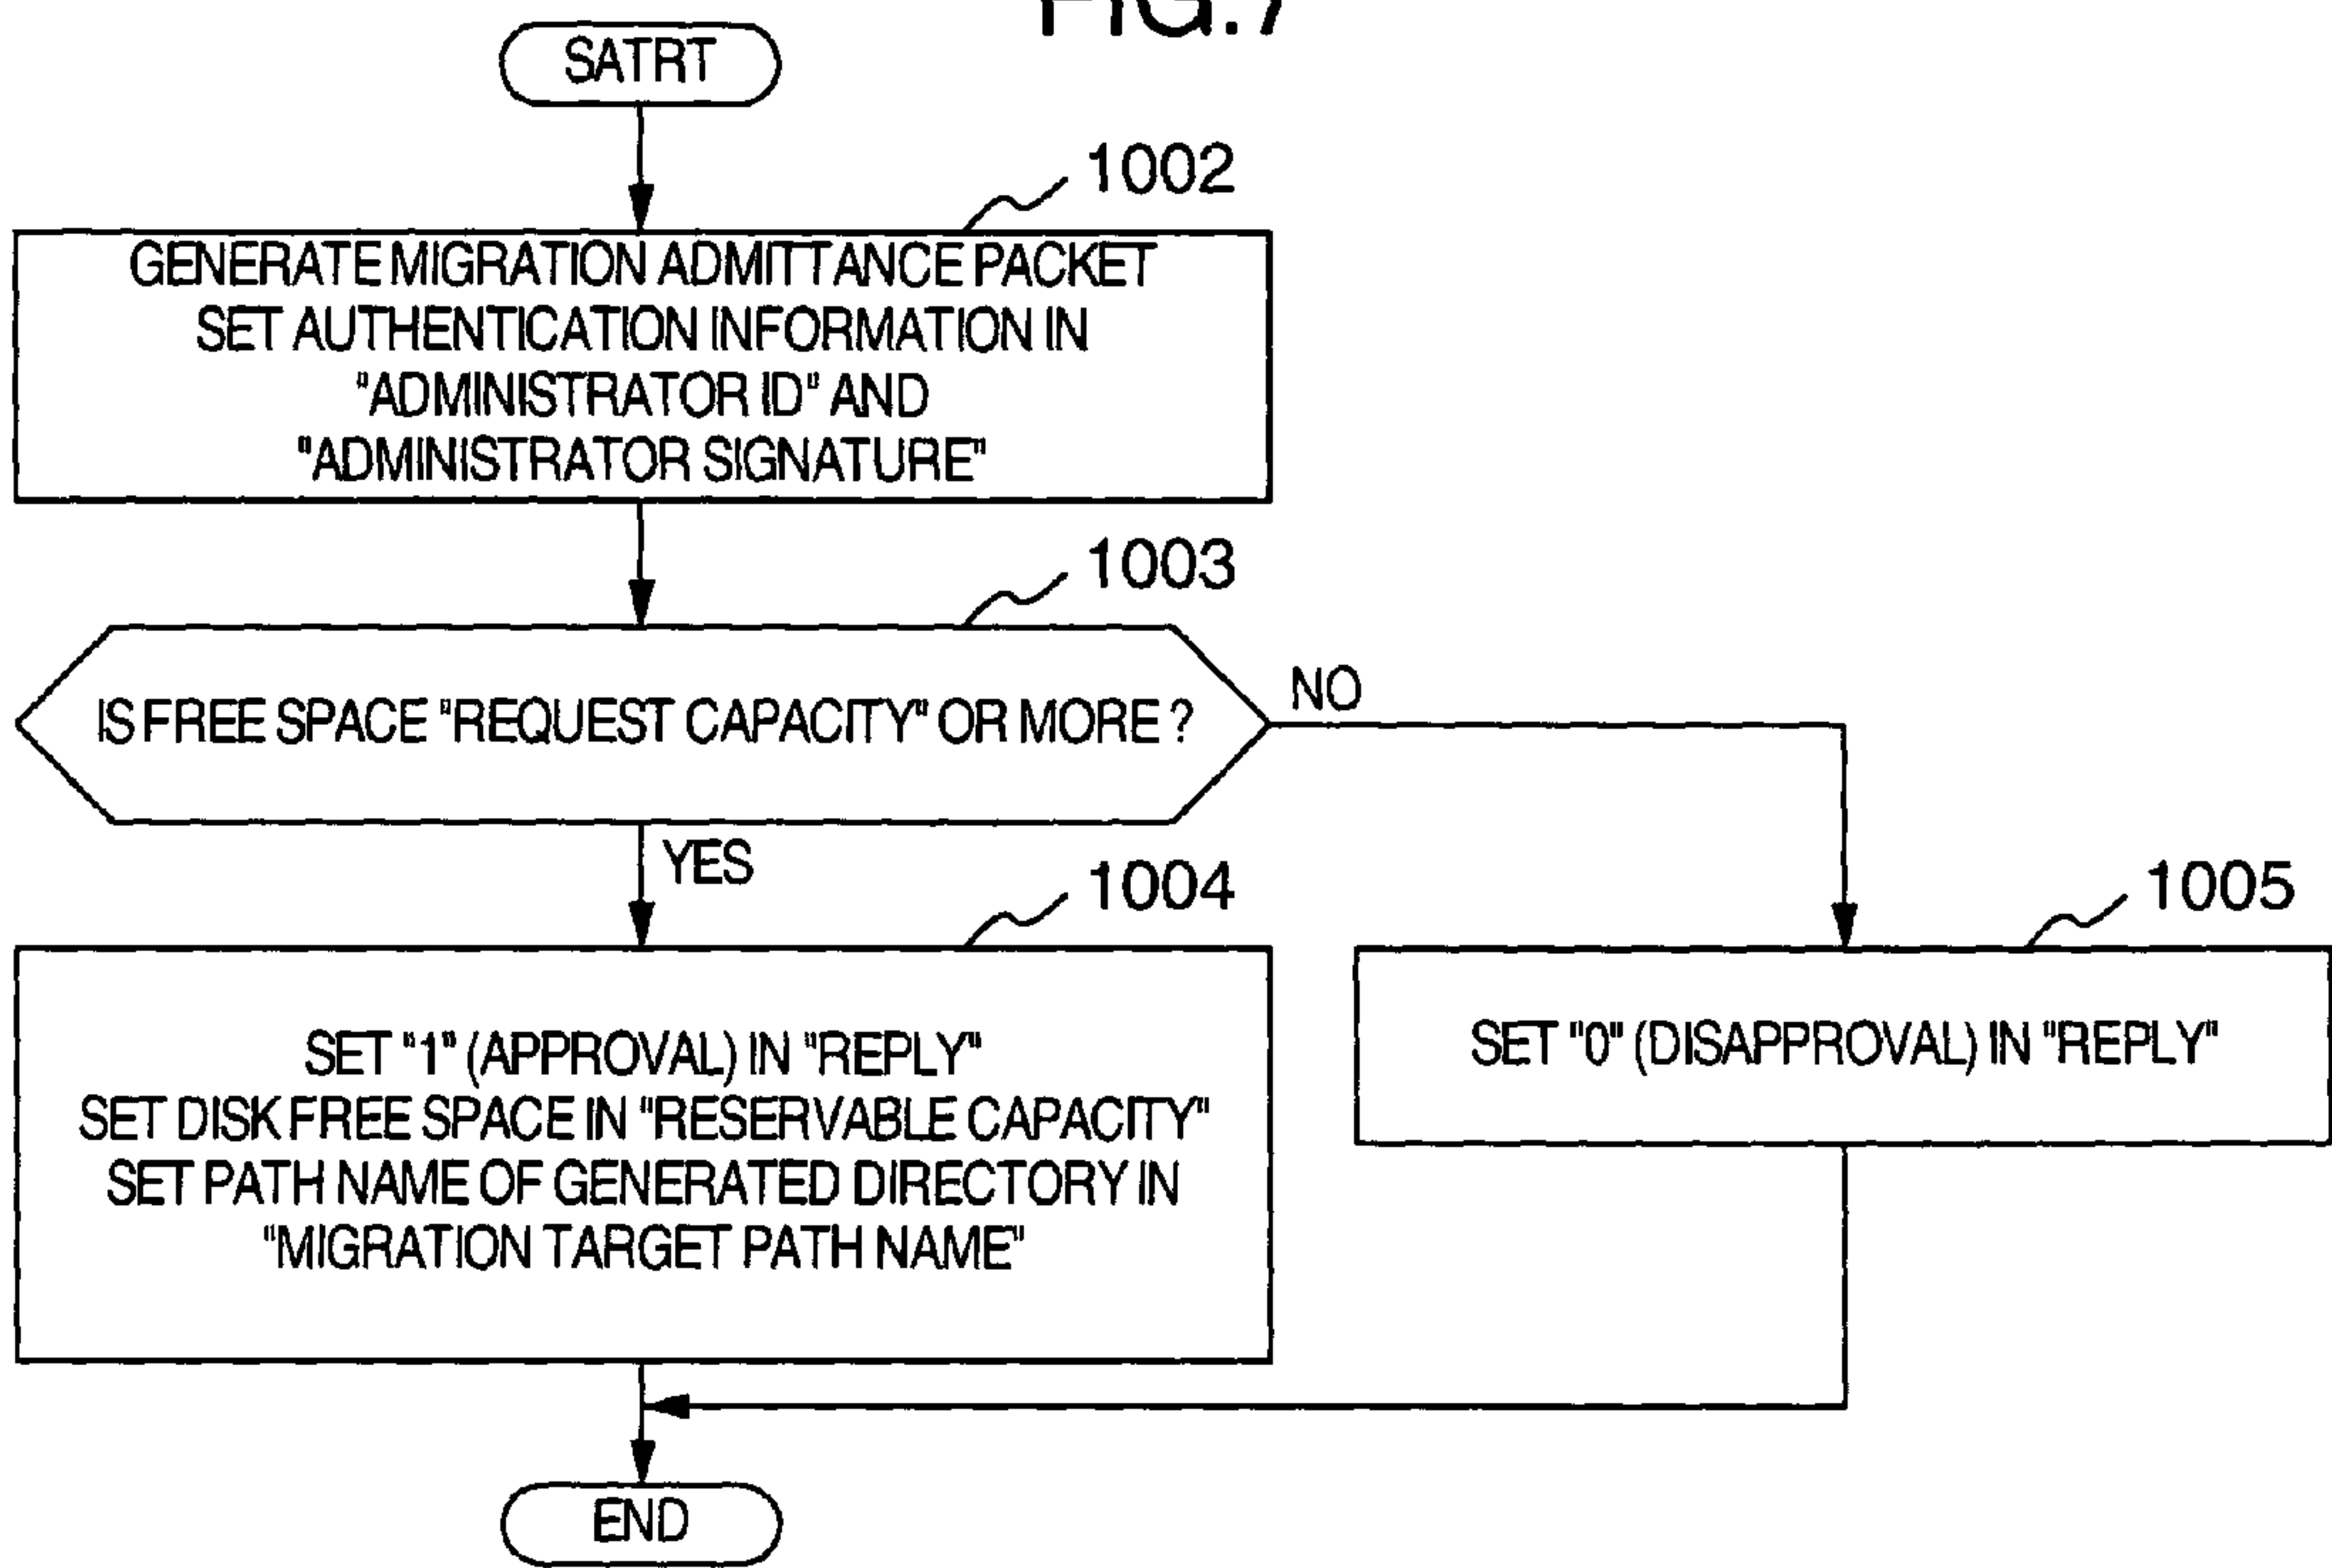 FIG.7
SATRT
1002
GENERATE MIGRATION ADMITTANCE PACKET
SET AUTHENTICATION INFORMATION IN
"ADMINISTRATOR ID" AND
"ADMINISTRATOR SIGNATURE"
1003
IS FREE SPACE "REQUEST CAPACITY" OR MORE ?
NO
YES
1004
SET "1" (APPROVAL) IN "REPLY"
SET DISK FREE SPACE IN "RESERVABLE CAPACITY"
SET PATH NAME OF GENERATED DIRECTORY IN
"MIGRATION TARGET PATH NAME"
1005
SET "0" (DISAPPROVAL) IN "REPLY"
END